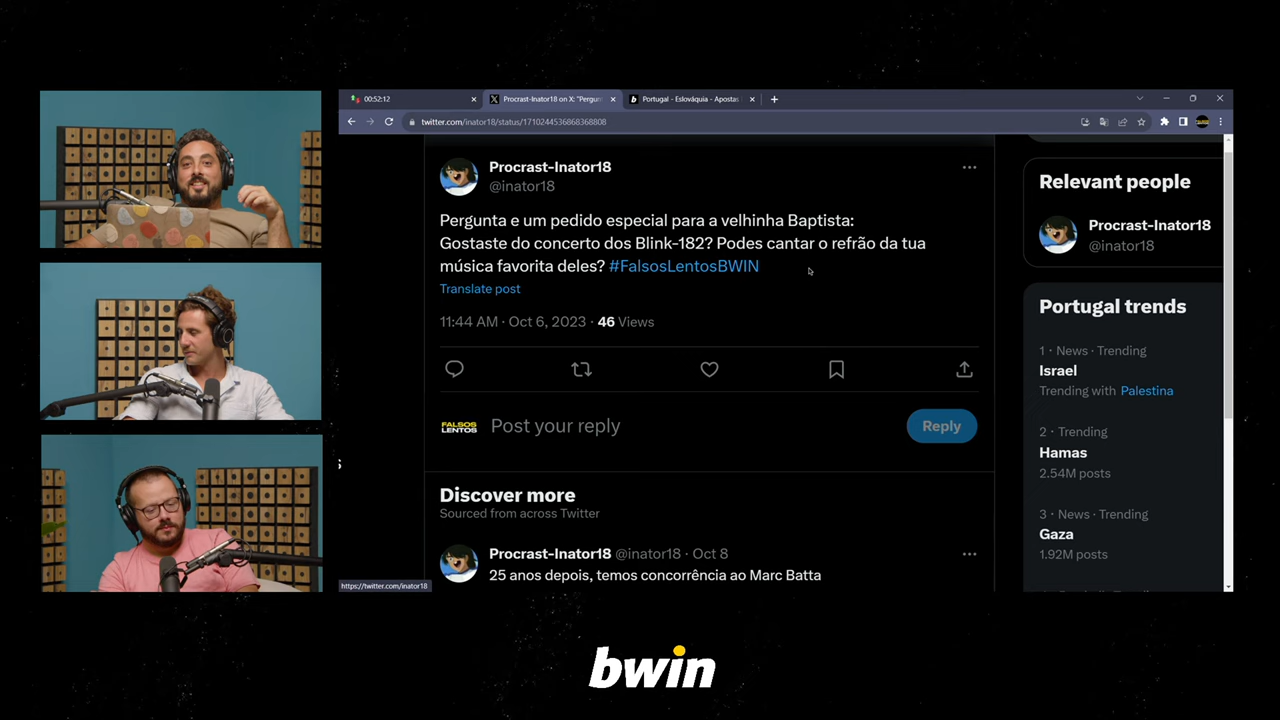 00:52:12
Procrast-Inator18 on X: "Pergun
Portugal - Eslováquia - Apostas
twitter.com/inator18/status/1710244536868368808
Procrast-Inator18
@inator18
Pergunta e um pedido especial para a velhinha Baptista:
Gostaste do concerto dos Blink-182? Podes cantar o refrão da tua
música favorita deles? #FalsosLentosBWIN
Translate post
11:44 AM · Oct 6, 2023 · 46 Views
FALSOS
LENTOS
Post your reply
Reply
Discover more
Sourced from across Twitter
Procrast-Inator18 @inator18 · Oct 8
25 anos depois, temos concorrência ao Marc Batta
Relevant people
Procrast-Inator18
@inator18
Portugal trends
1 · News · Trending
Israel
Trending with Palestina
2 · Trending
Hamas
2.54M posts
3 · News · Trending
Gaza
1.92M posts
s
https://twitter.com/inator18
bwin